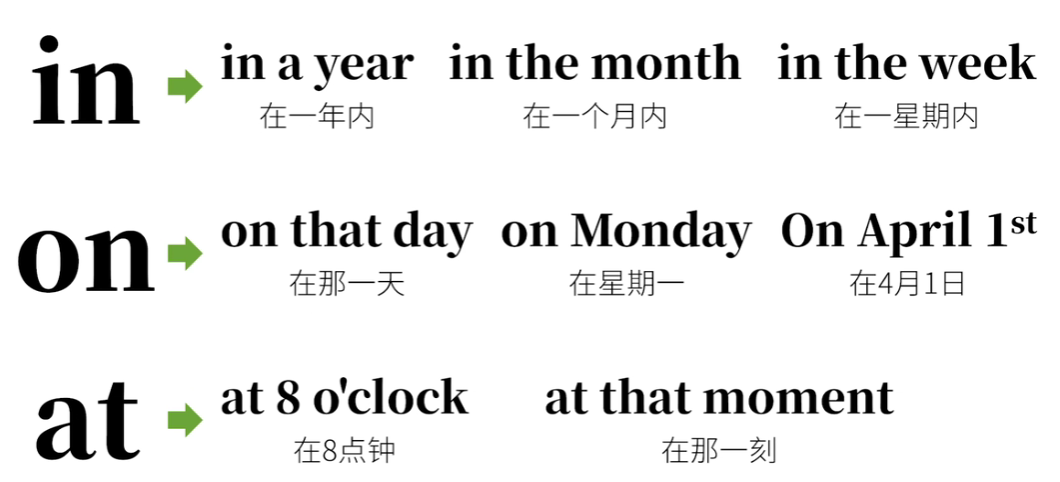 in
in a year in the month in the week
在一年内 在一个月内 在一星期内
on
on that day on Monday On April 1st
在那一天 在星期一 在4月1日
at
at 8 o'clock at that moment
在8点钟 在那一刻